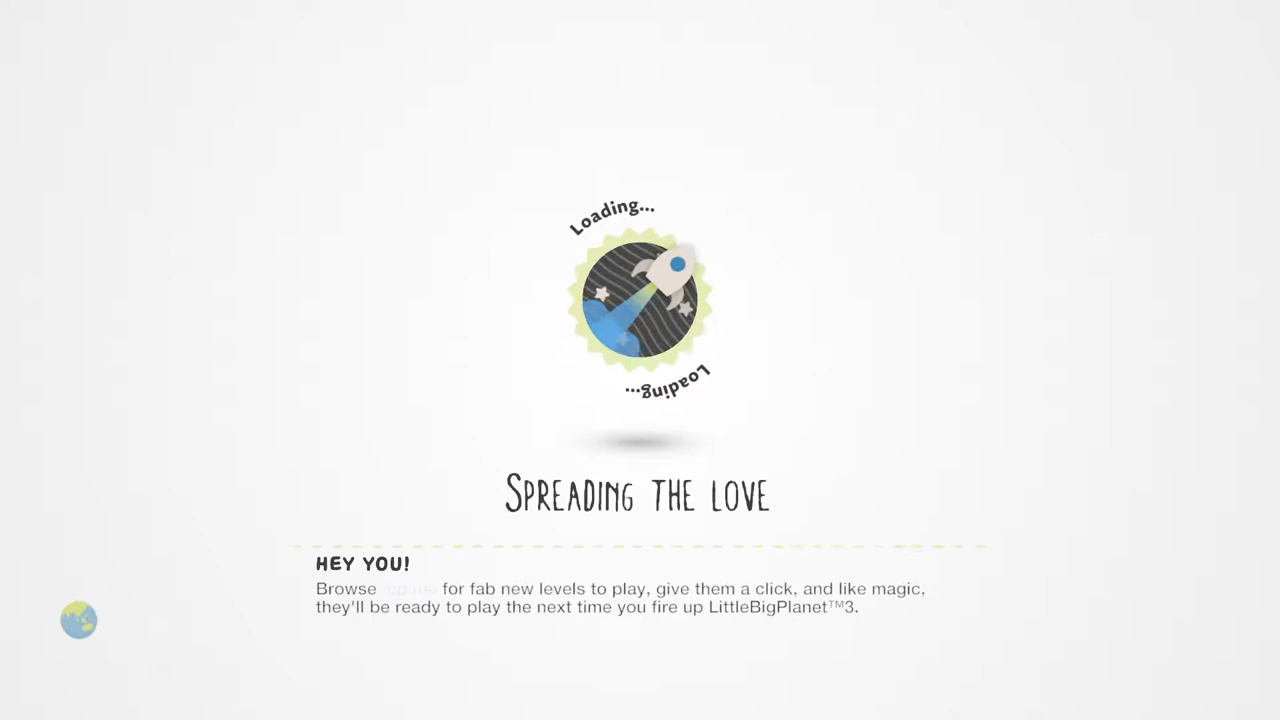 Loading...
Loading...
SPREADING THE LOVE
HEY YOU!
Browse for fab new levels to play, give them a click, and like magic,
they'll be ready to play the next time you fire up LittleBigPlanet™3.